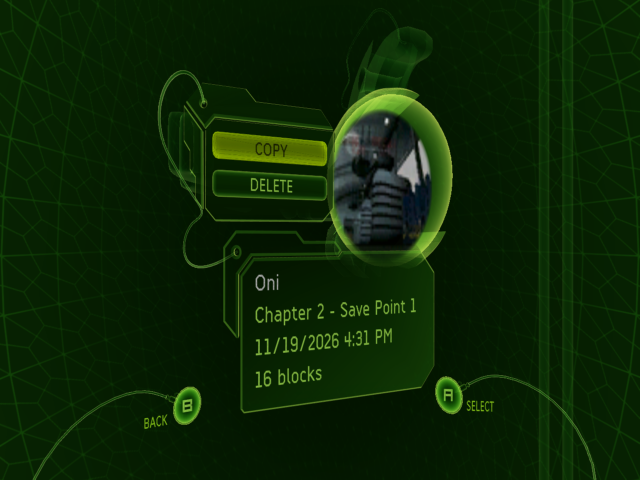 COPY
DELETE
Oni
Chapter 2 - Save Point 1
11/19/2026 4:31 PM
16 blocks
B
BACK
A
SELECT